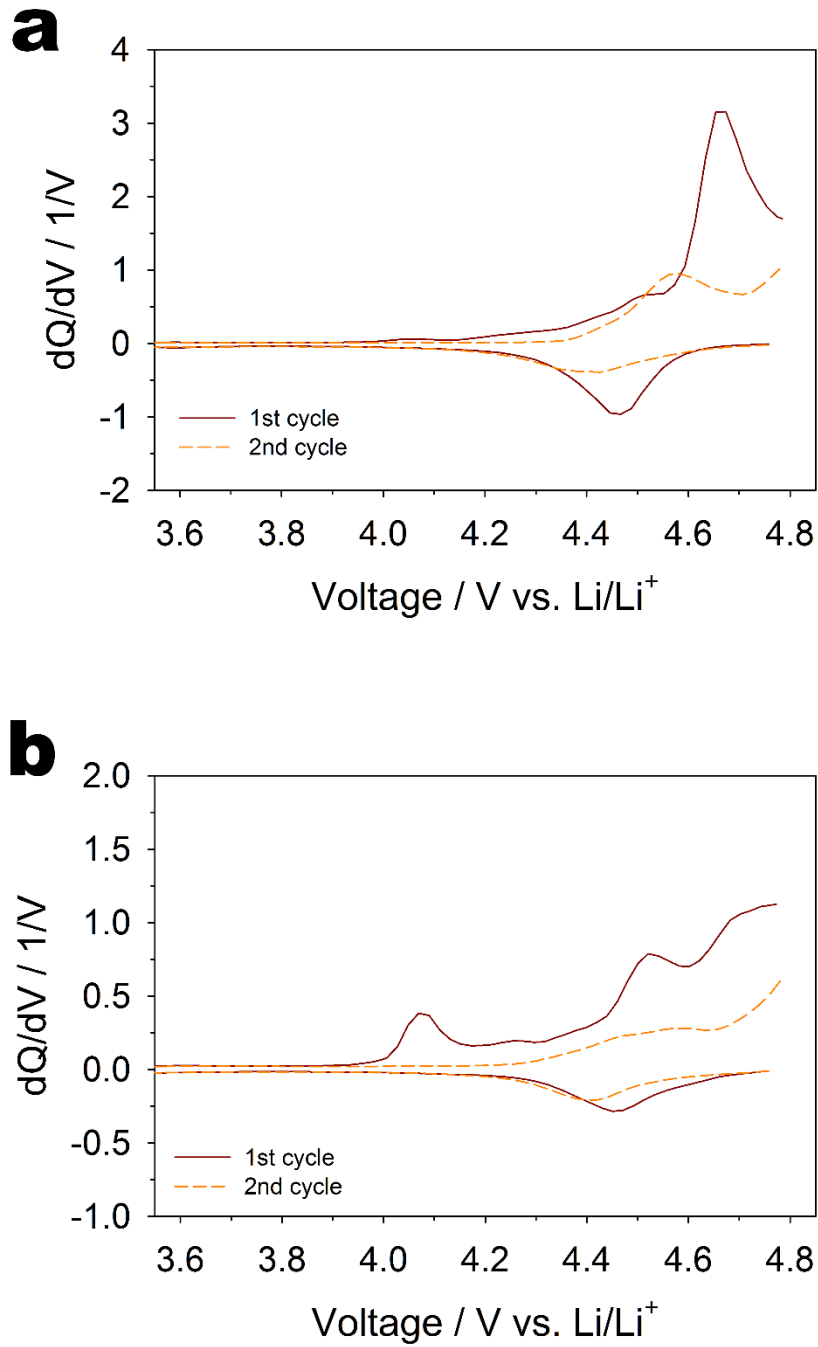 a
4
3
2
1
0
-1
-2
dQ/dV / 1/V
1st cycle
2nd cycle
3.6 3.8 4.0 4.2 4.4 4.6 4.8
Voltage / V vs. Li/Li⁺
b
2.0
1.5
1.0
0.5
0.0
-0.5
-1.0
dQ/dV / 1/V
1st cycle
2nd cycle
3.6 3.8 4.0 4.2 4.4 4.6 4.8
Voltage / V vs. Li/Li⁺